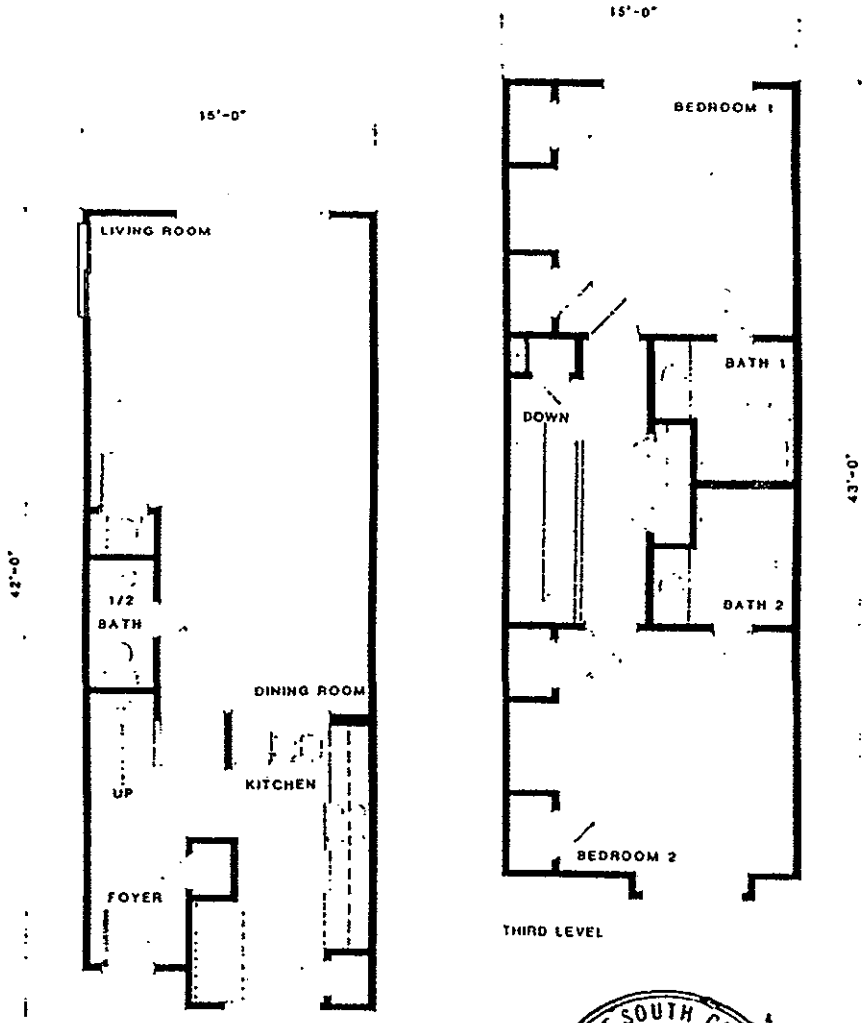 15'-0"
LIVING ROOM
42'-0"
1/2
BATH
DINING ROOM
KITCHEN
UP
FOYER
15'-0"
BEDROOM 1
BATH 1
DOWN
43'-0"
BATH 2
BEDROOM 2
THIRD LEVEL
SOUTH